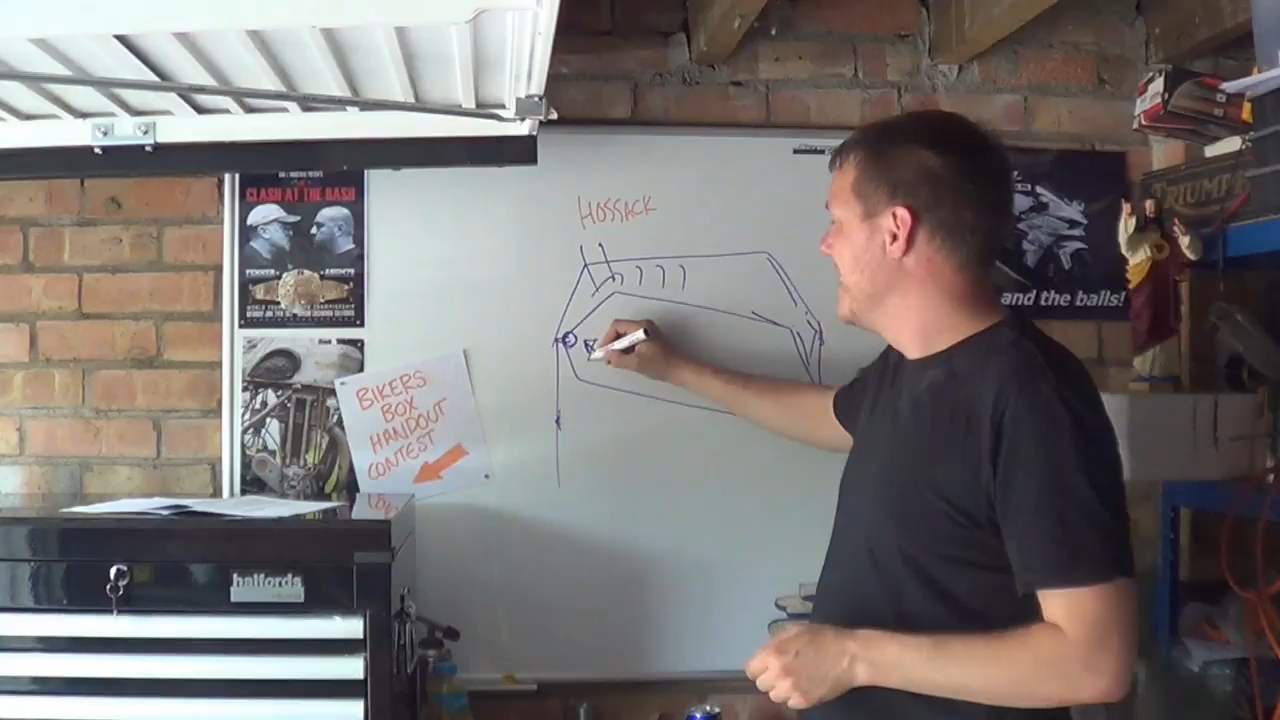 CLASH AT THE BASH
HOSSACK
TRIUMPH
and the balls!
BIKERS
BOX
HANDOUT
CONTEST
halfords